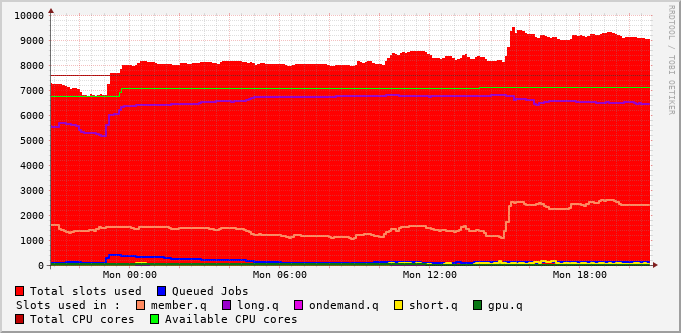 10000
9000
8000
7000
6000
5000
4000
3000
2000
1000
0
Mon 00:00 Mon 06:00 Mon 12:00 Mon 18:00
RRDTOOL / TOBI OETIKER
Total slots used Queued Jobs
Slots used in : member.q long.q ondemand.q short.q gpu.q
Total CPU cores Available CPU cores